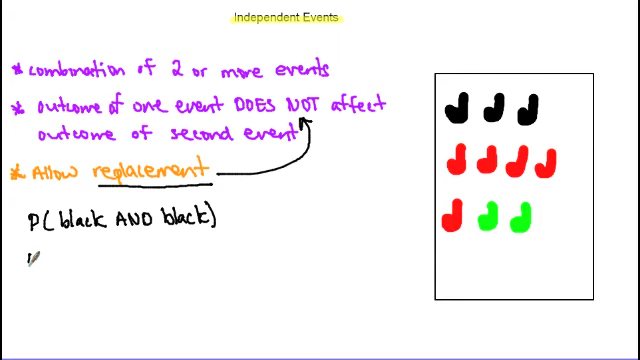 Independent Events
* combination of 2 or more events
* outcome of one event DOES NOT affect
outcome of second event
* Allow replacement
P( black AND black)